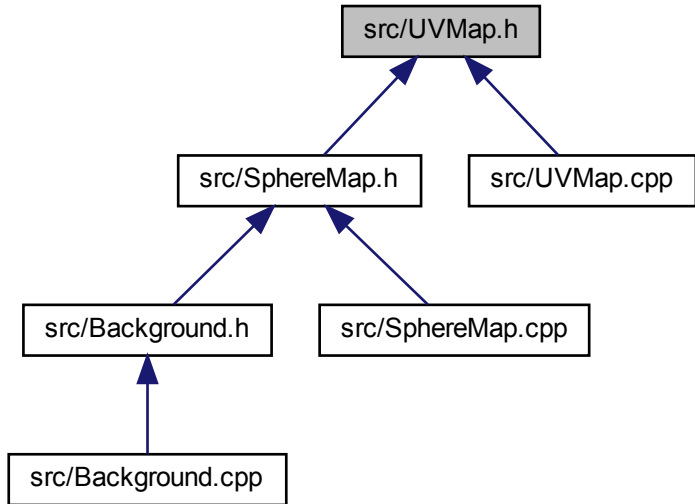 src/UVMap.h
src/SphereMap.h
src/UVMap.cpp
src/Background.h
src/SphereMap.cpp
src/Background.cpp